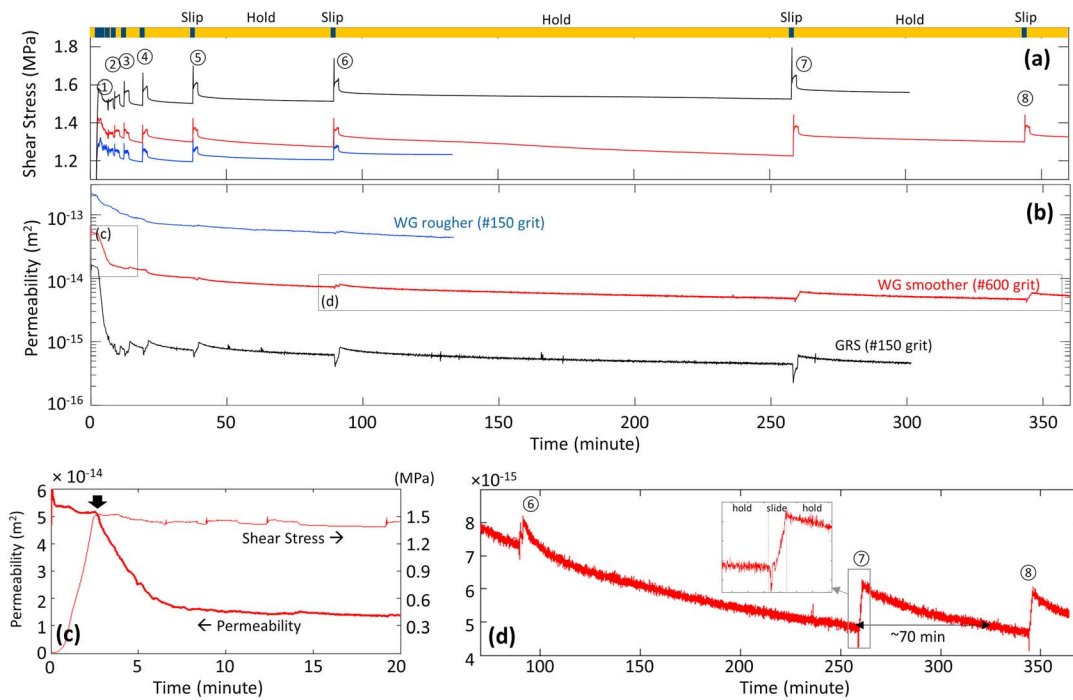 Slip Hold Slip Hold Slip Hold Slip
(a)
Shear Stress (MPa)
1.8
1.6
1.4
1.2
① ② ③ ④ ⑤ ⑥ ⑦ ⑧
(b)
Permeability (m²)
10⁻¹³
10⁻¹⁴
10⁻¹⁵
10⁻¹⁶
WG rougher (#150 grit)
(c)
WG smoother (#600 grit)
(d)
GRS (#150 grit)
0 50 100 150 200 250 300 350
Time (minute)
× 10⁻¹⁴
(MPa)
Permeability (m²)
6
5
4
3
2
1
0
1.5
1.2
0.9
0.6
0.3
Shear Stress →
← Permeability
(c)
0 5 10 15 20
Time (minute)
×10⁻¹⁵
8
7
6
5
4
⑥
hold slide hold
⑦
⑧
~70 min
(d)
100 150 200 250 300 350
Time (minute)